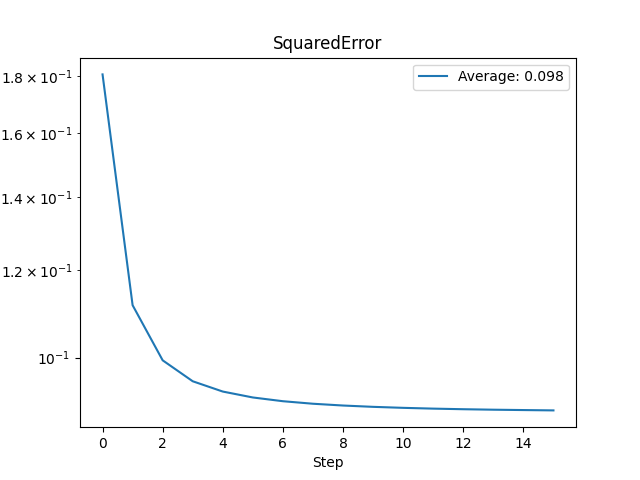 SquaredError
Average: 0.098
1.8 × 10⁻¹
1.6 × 10⁻¹
1.4 × 10⁻¹
1.2 × 10⁻¹
10⁻¹
0 2 4 6 8 10 12 14
Step